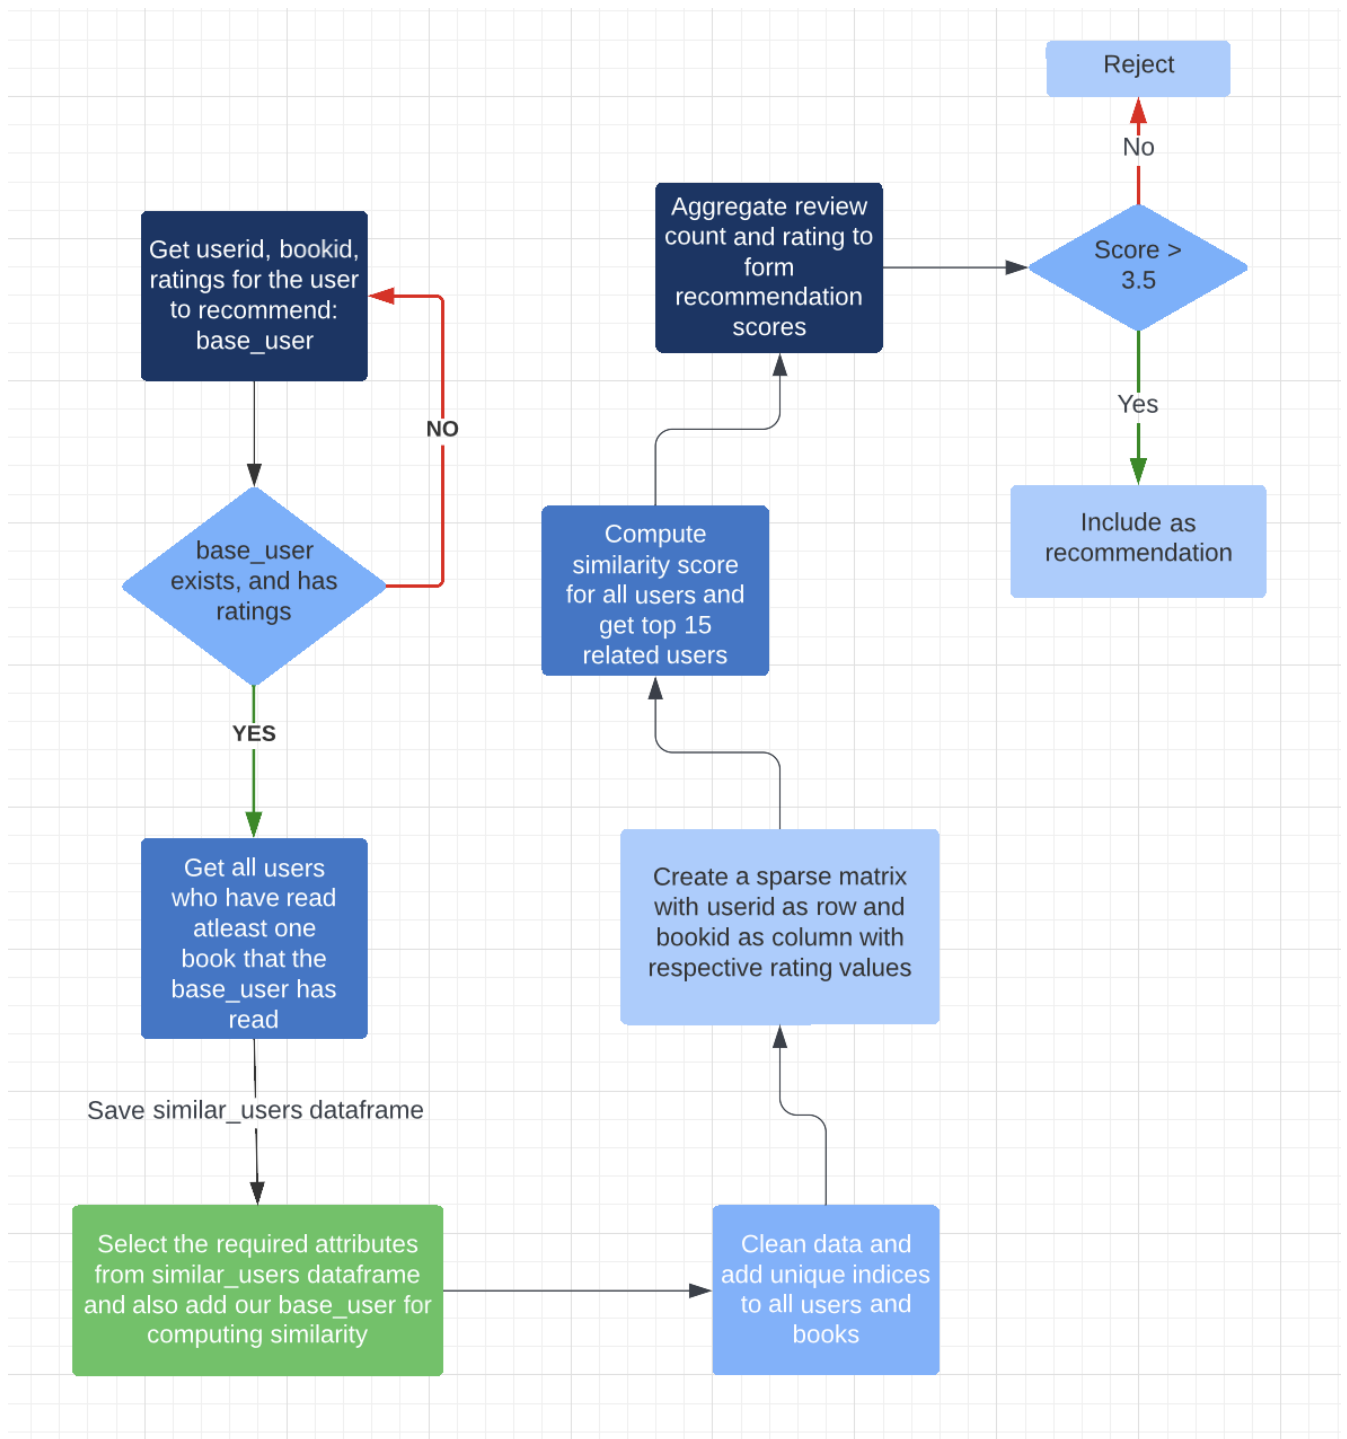 Get userid, bookid,
ratings for the user
to recommend:
base_user
NO
base_user
exists, and has
ratings
YES
Get all users
who have read
atleast one
book that the
base_user has
read
Save similar_users dataframe
Select the required attributes
from similar_users dataframe
and also add our base_user for
computing similarity
Clean data and
add unique indices
to all users and
books
Create a sparse matrix
with userid as row and
bookid as column with
respective rating values
Compute
similarity score
for all users and
get top 15
related users
Aggregate review
count and rating to
form
recommendation
scores
Score >
3.5
No
Reject
Yes
Include as
recommendation